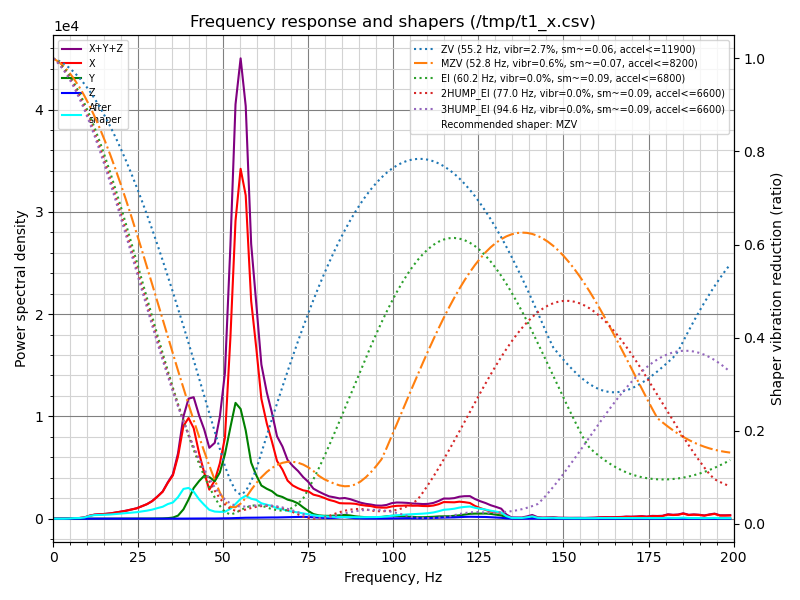 Frequency response and shapers (/tmp/t1_x.csv)
1e4
X+Y+Z
X
Y
Z
After
shaper
ZV (55.2 Hz, vibr=2.7%, sm~=0.06, accel<=11900)
MZV (52.8 Hz, vibr=0.6%, sm~=0.07, accel<=8200)
EI (60.2 Hz, vibr=0.0%, sm~=0.09, accel<=6800)
2HUMP_EI (77.0 Hz, vibr=0.0%, sm~=0.09, accel<=6600)
3HUMP_EI (94.6 Hz, vibr=0.0%, sm~=0.09, accel<=6600)
Recommended shaper: MZV
Power spectral density
4
3
2
1
0
1.0
0.8
0.6
0.4
0.2
0.0
Shaper vibration reduction (ratio)
0 25 50 75 100 125 150 175 200
Frequency, Hz